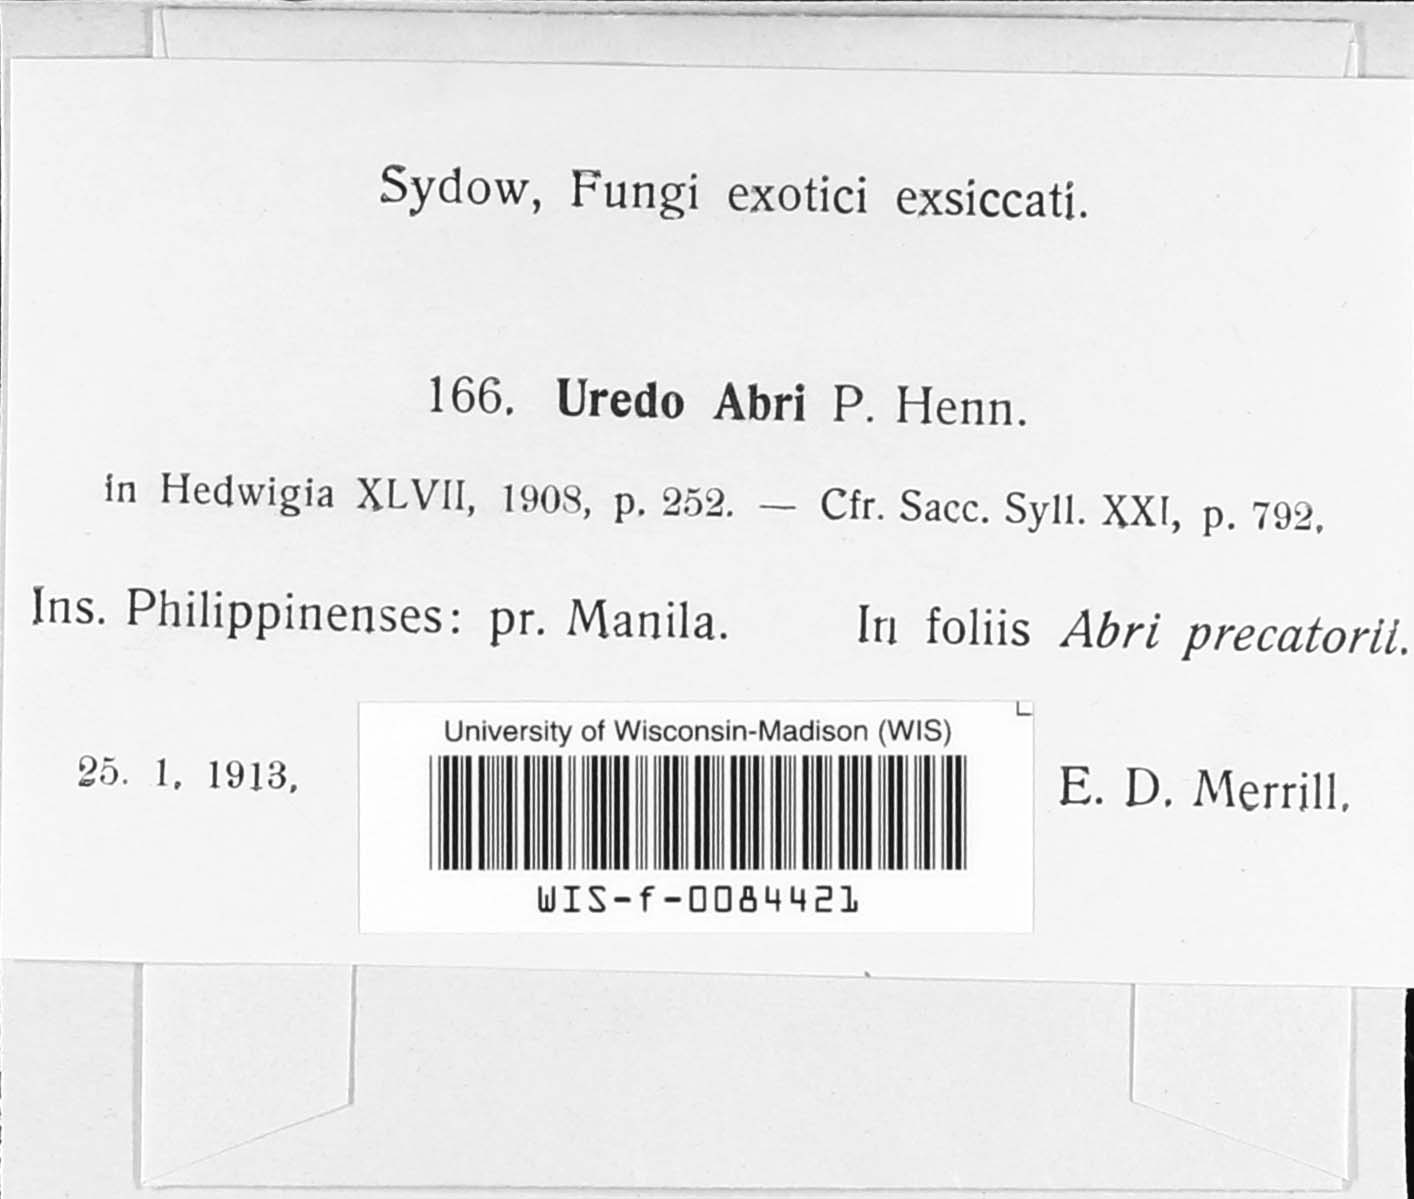 Sydow, Fungi exotici exsiccati.
166. Uredo Abri P. Henn.
in Hedwigia XLVII, 1908, p. 252. — Cfr. Sacc. Syll. XXI, p. 792.
Ins. Philippinenses: pr. Manila. In foliis Abri precatorii.
25. 1. 1913. E. D. Merrill.
University of Wisconsin-Madison (WIS)
WIS-f-0084421